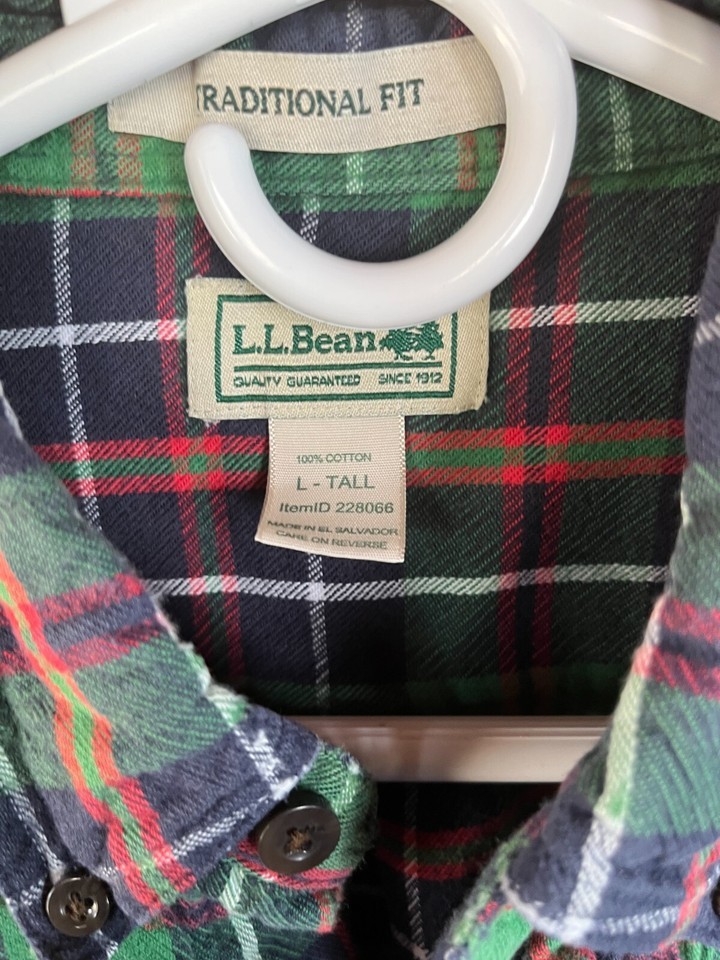 TRADITIONAL FIT
L.L.Bean
QUALITY GUARANTEED SINCE 1912
100% COTTON
L - TALL
ItemID 228066
MADE IN EL SALVADOR
CARE ON REVERSE